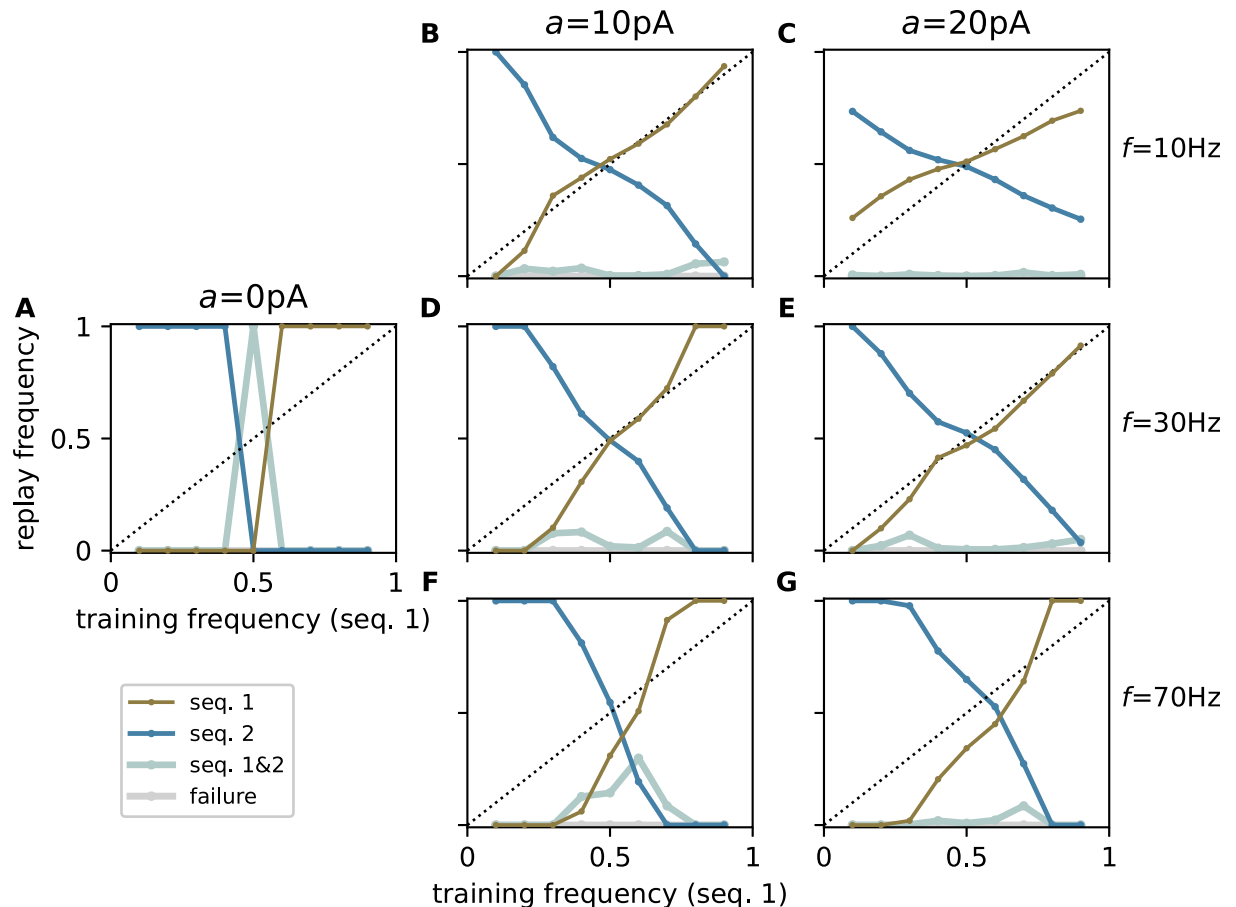 B
a=10pA
C
a=20pA
f=10Hz
A
a=0pA
D
E
1
0.5
0
replay frequency
0
0.5
1
training frequency (seq. 1)
f=30Hz
F
G
f=70Hz
seq. 1
seq. 2
seq. 1&2
failure
0
0.5
1
0
0.5
1
training frequency (seq. 1)